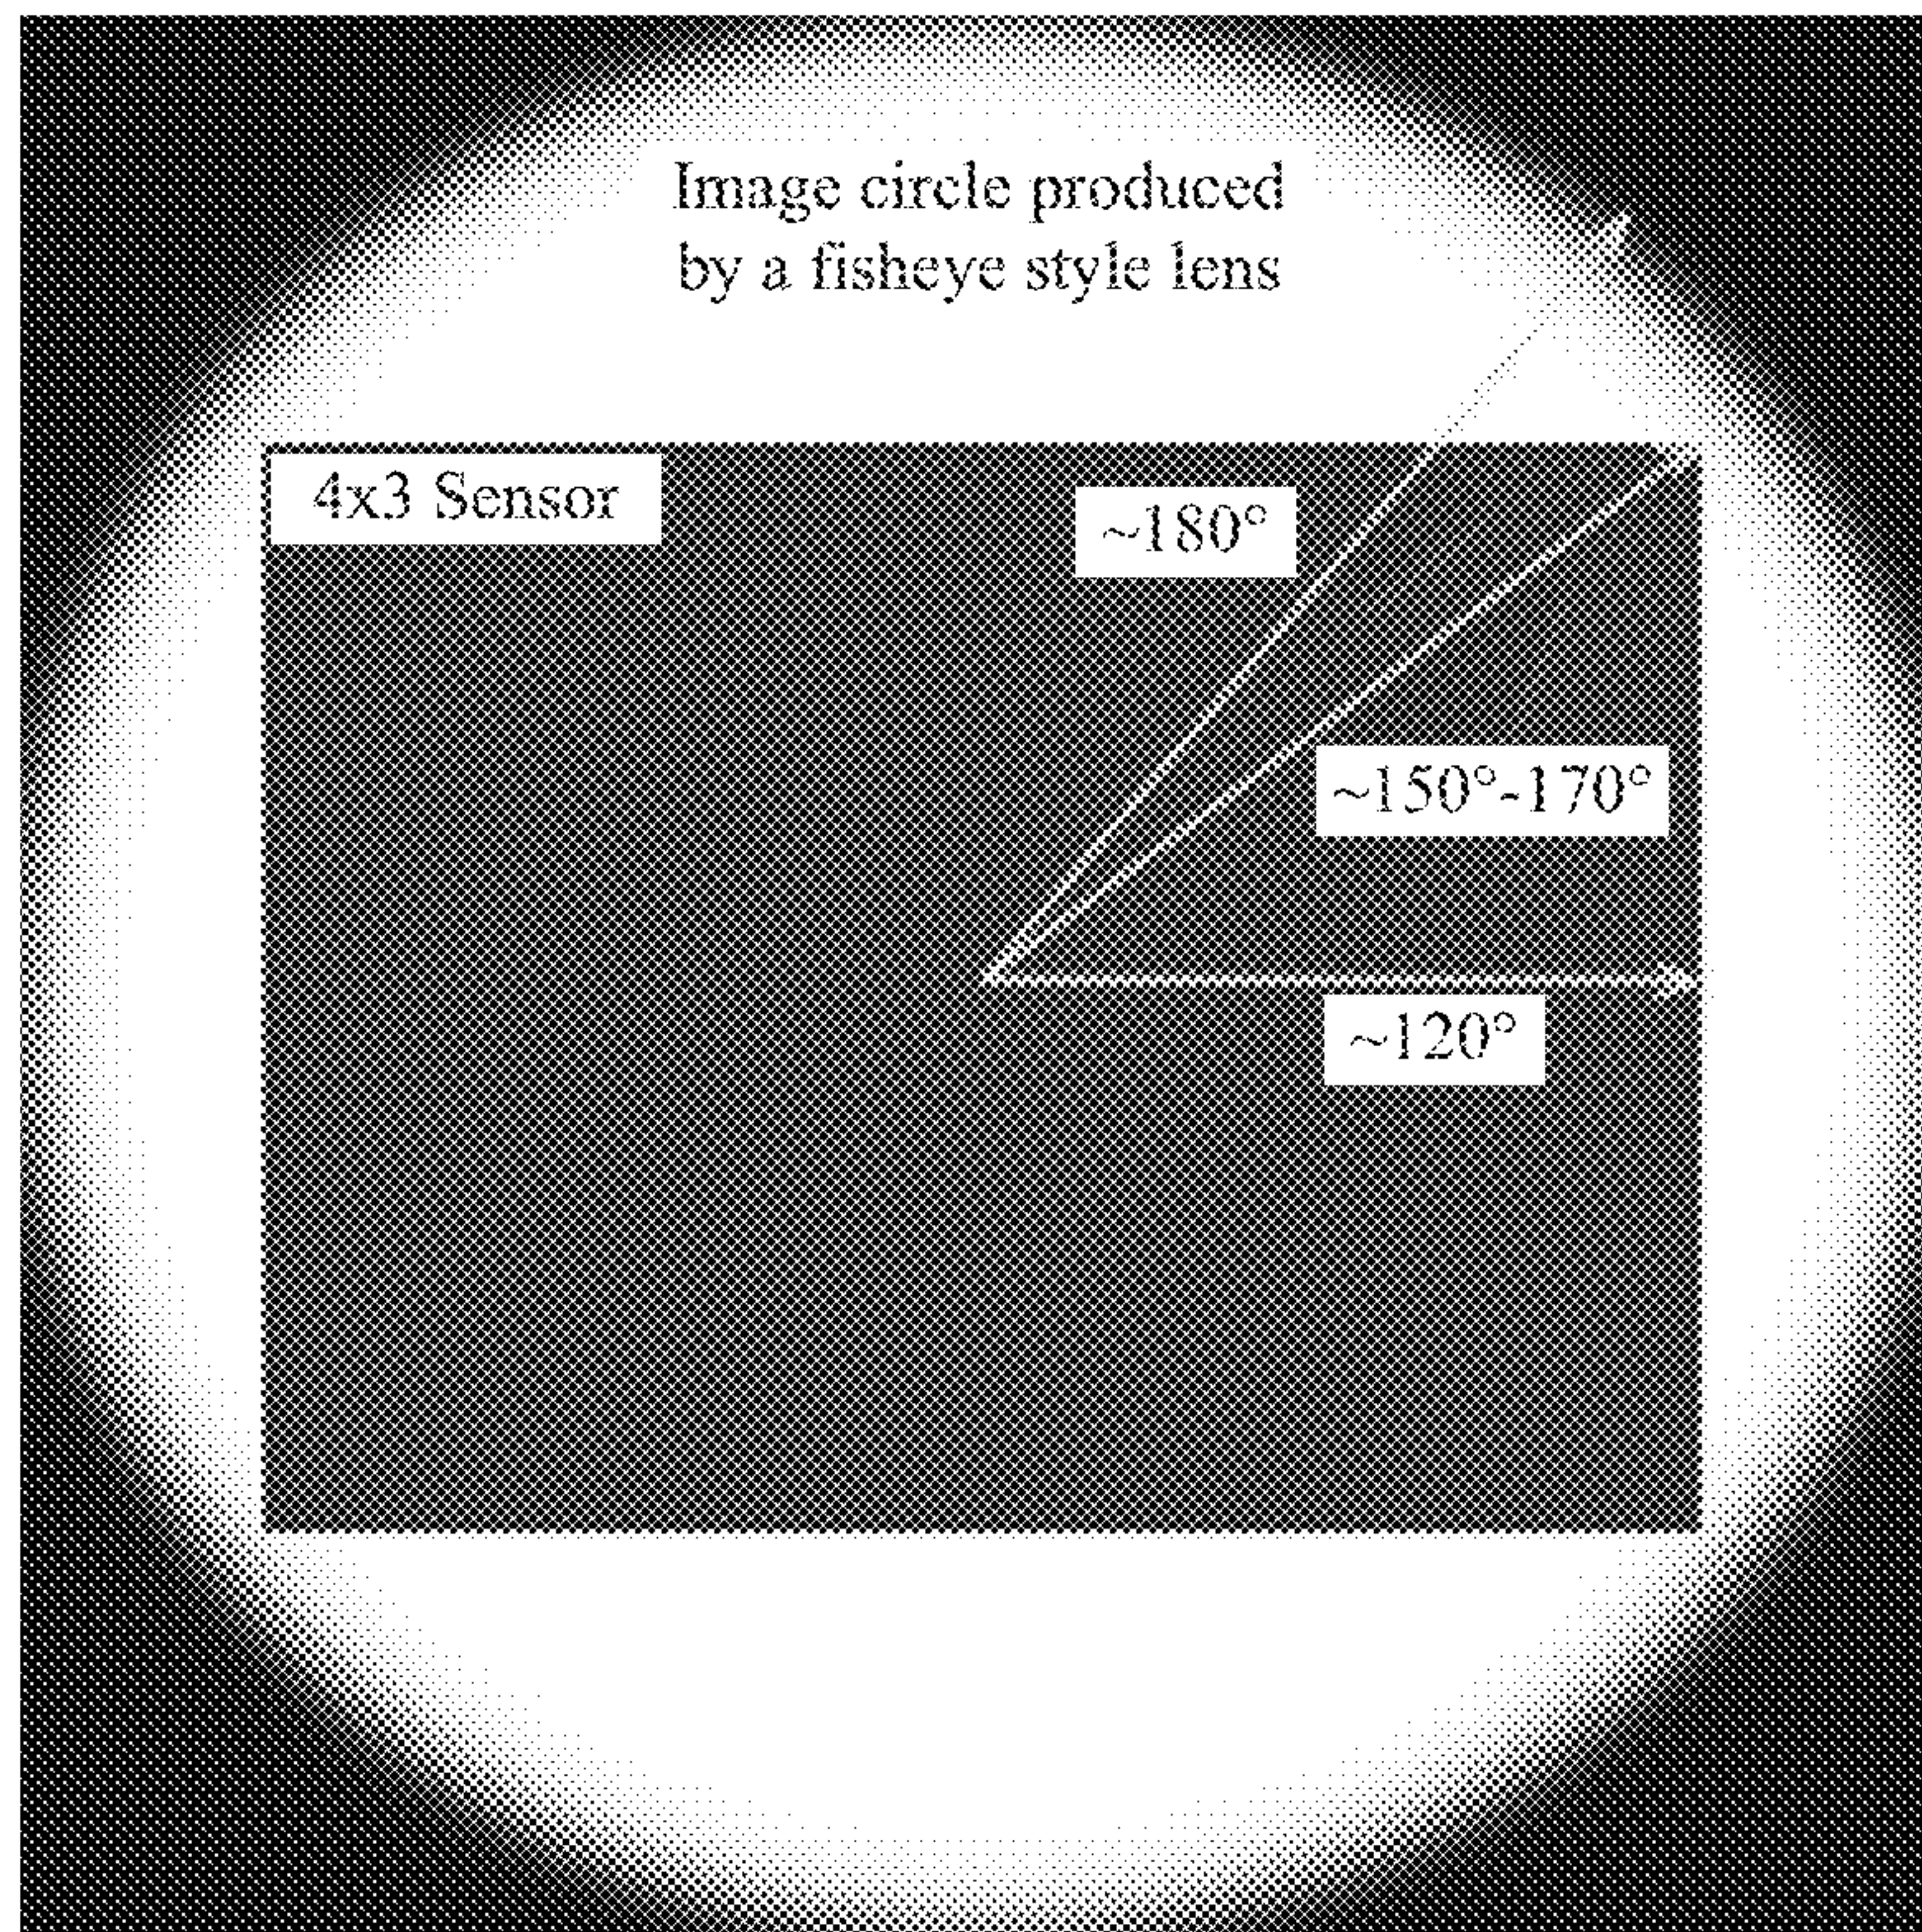 Image circle produced
by a fisheye style lens
4x3 Sensor
~180°
~150°-170°
~120°